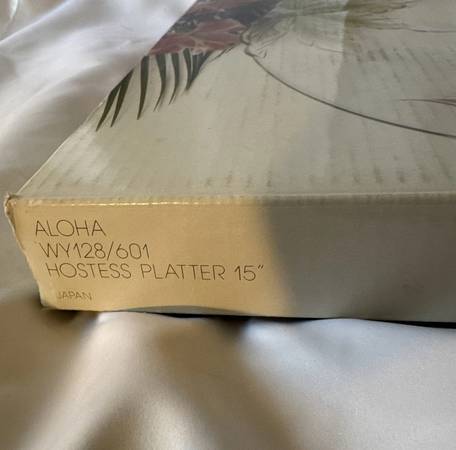 ALOHA
WY128/601
HOSTESS PLATTER 15"
JAPAN